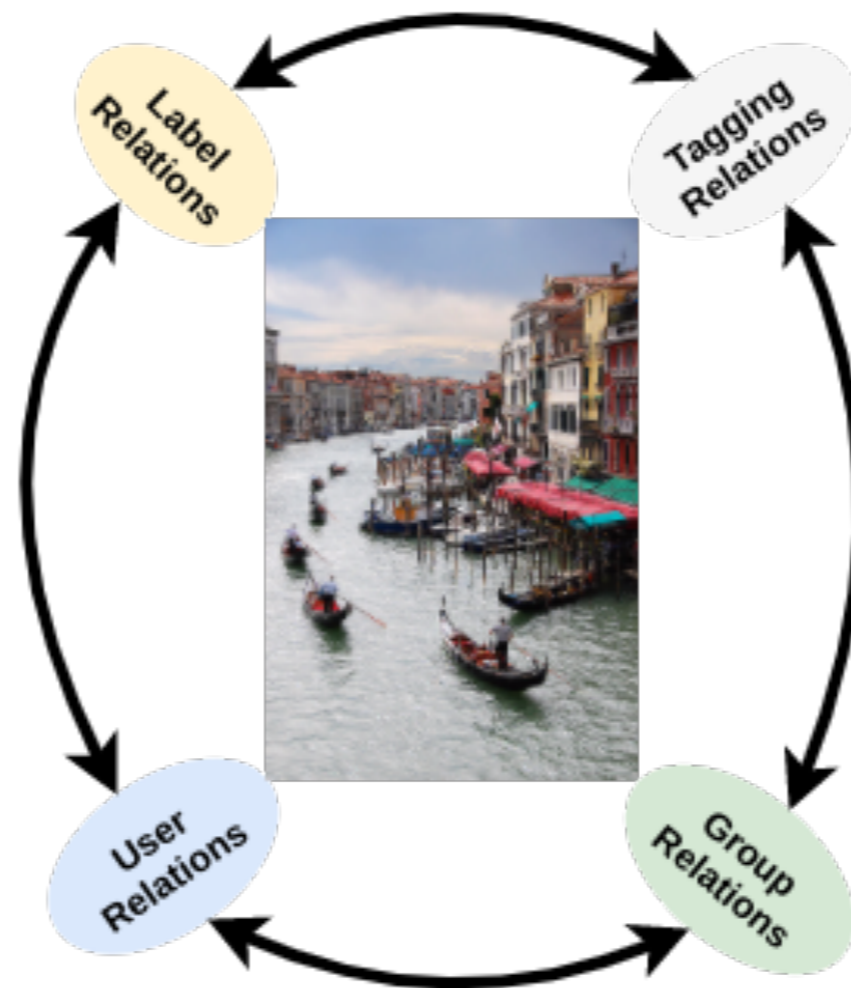 Label
Relations
Tagging
Relations
User
Relations
Group
Relations